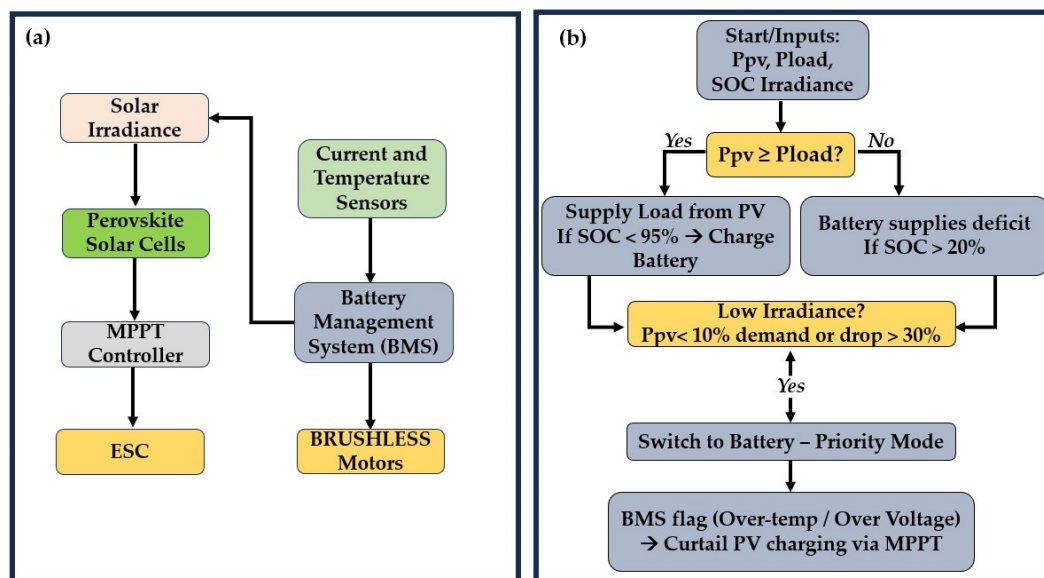 (a)
Solar
Irradiance
Current and
Temperature
Sensors
Perovskite
Solar Cells
Battery
Management
System (BMS)
MPPT
Controller
ESC
BRUSHLESS
Motors
(b)
Start/Inputs:
Ppv, Pload,
SOC Irradiance
Yes
Ppv ≥ Pload?
No
Supply Load from PV
If SOC < 95% → Charge
Battery
Battery supplies deficit
If SOC > 20%
Low Irradiance?
Ppv< 10% demand or drop > 30%
Yes
Switch to Battery – Priority Mode
BMS flag (Over-temp / Over Voltage)
→ Curtail PV charging via MPPT